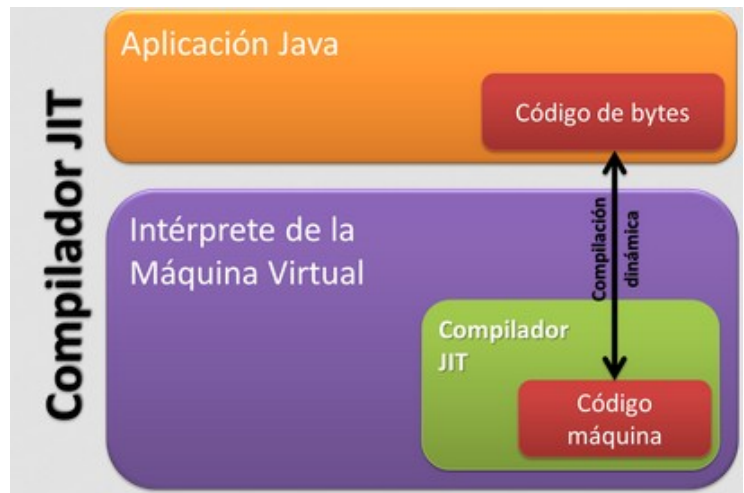 Compilador JIT
Aplicación Java
Código de bytes
Compilación
dinámica
Intérprete de la
Máquina Virtual
Compilador
JIT
Código
máquina